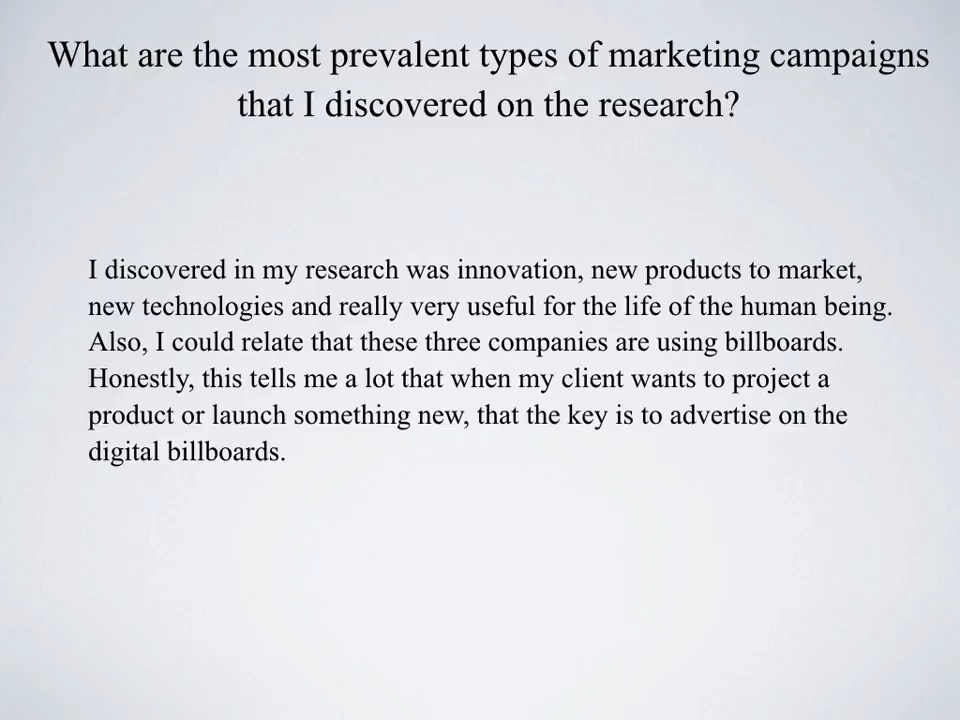 What are the most prevalent types of marketing campaigns
that I discovered on the research?
I discovered in my research was innovation, new products to market,
new technologies and really very useful for the life of the human being.
Also, I could relate that these three companies are using billboards.
Honestly, this tells me a lot that when my client wants to project a
product or launch something new, that the key is to advertise on the
digital billboards.